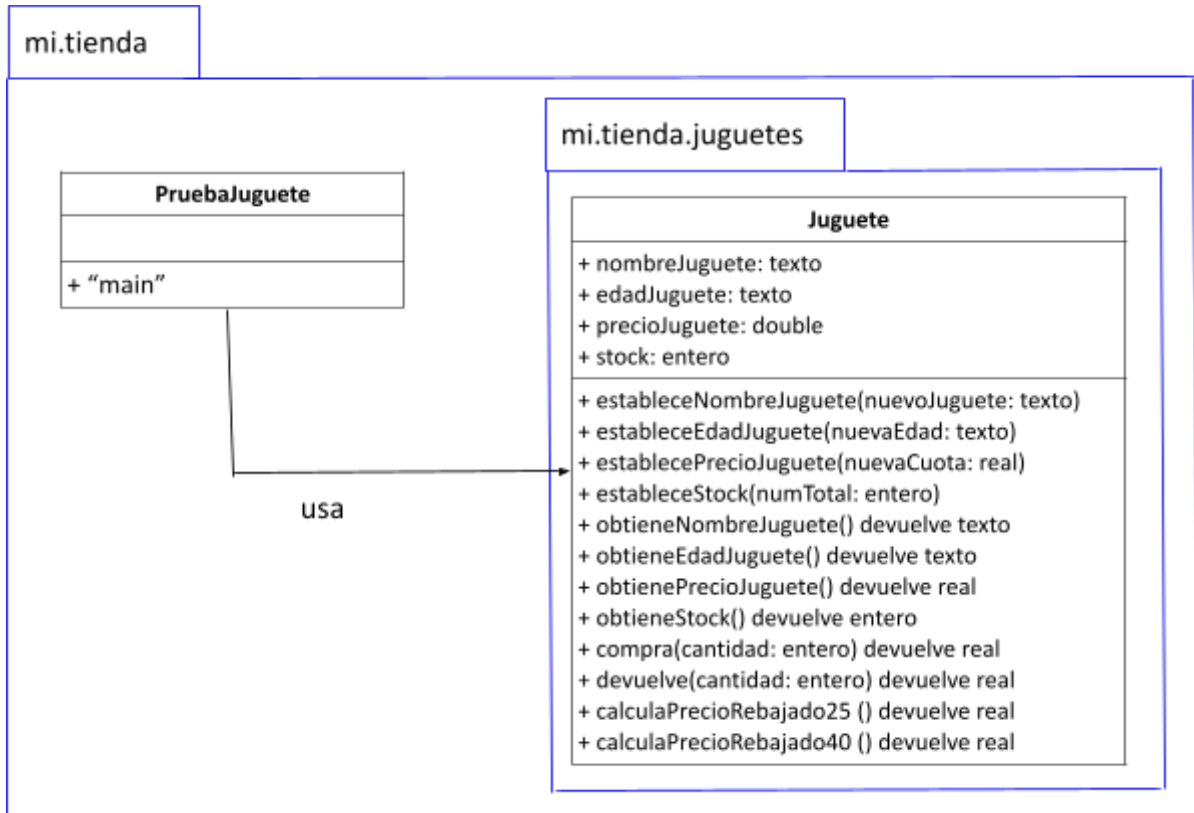 mi.tienda
mi.tienda.juguetes
PruebaJuguete
+ “main”
usa
Juguete
+ nombreJuguete: texto
+ edadJuguete: texto
+ precioJuguete: double
+ stock: entero
+ estableceNombreJuguete(nuevoJuguete: texto)
+ estableceEdadJuguete(nuevaEdad: texto)
+ establecePrecioJuguete(nuevaCuota: real)
+ estableceStock(numTotal: entero)
+ obtieneNombreJuguete() devuelve texto
+ obtieneEdadJuguete() devuelve texto
+ obtienePrecioJuguete() devuelve real
+ obtieneStock() devuelve entero
+ compra(cantidad: entero) devuelve real
+ devuelve(cantidad: entero) devuelve real
+ calculaPrecioRebajado25 () devuelve real
+ calculaPrecioRebajado40 () devuelve real